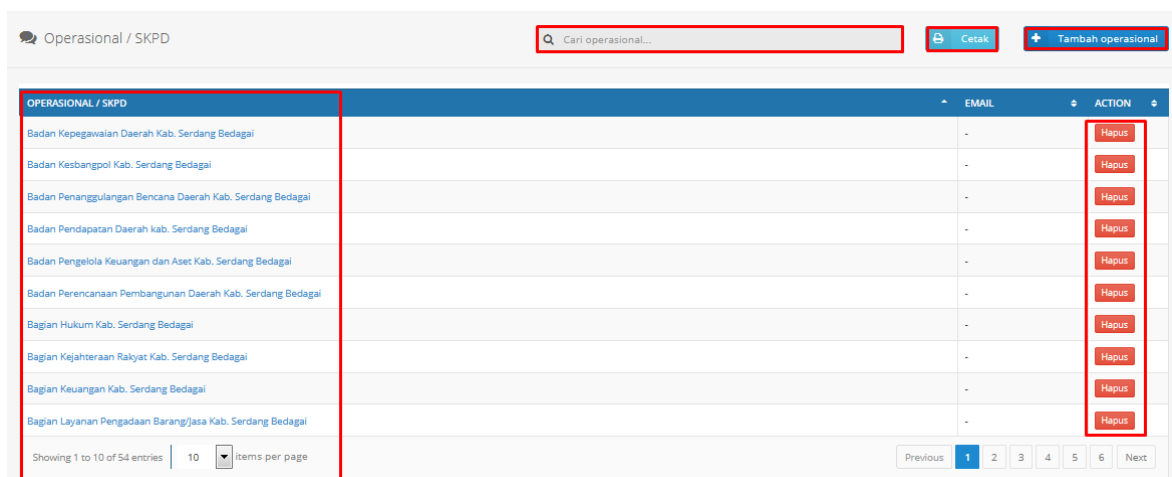 Operasional / SKPD
Cari operasional...
Cetak
Tambah operasional
OPERASIONAL / SKPD EMAIL ACTION
Badan Kepegawaian Daerah Kab. Serdang Bedagai - Hapus
Badan Kesbangpol Kab. Serdang Bedagai - Hapus
Badan Penanggulangan Bencana Daerah Kab. Serdang Bedagai - Hapus
Badan Pendapatan Daerah kab. Serdang Bedagai - Hapus
Badan Pengelola Keuangan dan Aset Kab. Serdang Bedagai - Hapus
Badan Perencanaan Pembangunan Daerah Kab. Serdang Bedagai - Hapus
Bagian Hukum Kab. Serdang Bedagai - Hapus
Bagian Kejahteraan Rakyat Kab. Serdang Bedagai - Hapus
Bagian Keuangan Kab. Serdang Bedagai - Hapus
Bagian Layanan Pengadaan Barang/Jasa Kab. Serdang Bedagai - Hapus
Showing 1 to 10 of 54 entries 10 items per page Previous 1 2 3 4 5 6 Next